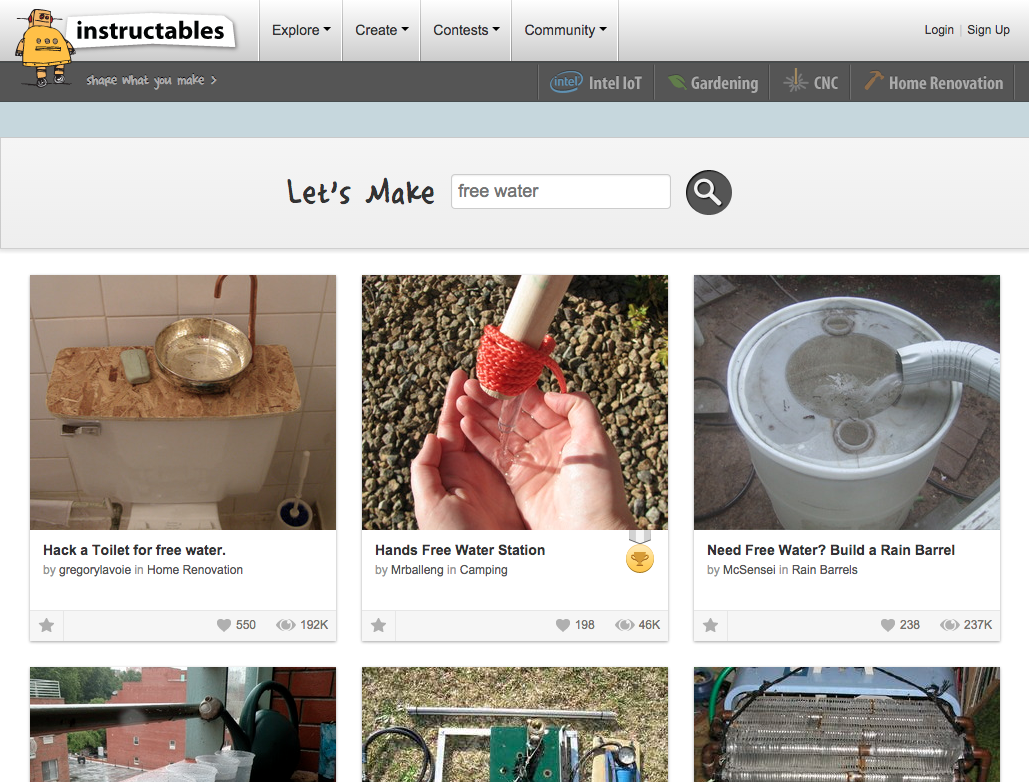 instructables
Explore
Create
Contests
Community
Login | Sign Up
share what you make >
intel Intel IoT
Gardening
CNC
Home Renovation
Let's Make
free water
Hack a Toilet for free water.
by gregorylavoie in Home Renovation
550 192K
Hands Free Water Station
by Mrballeng in Camping
198 46K
Need Free Water? Build a Rain Barrel
by McSensei in Rain Barrels
238 237K